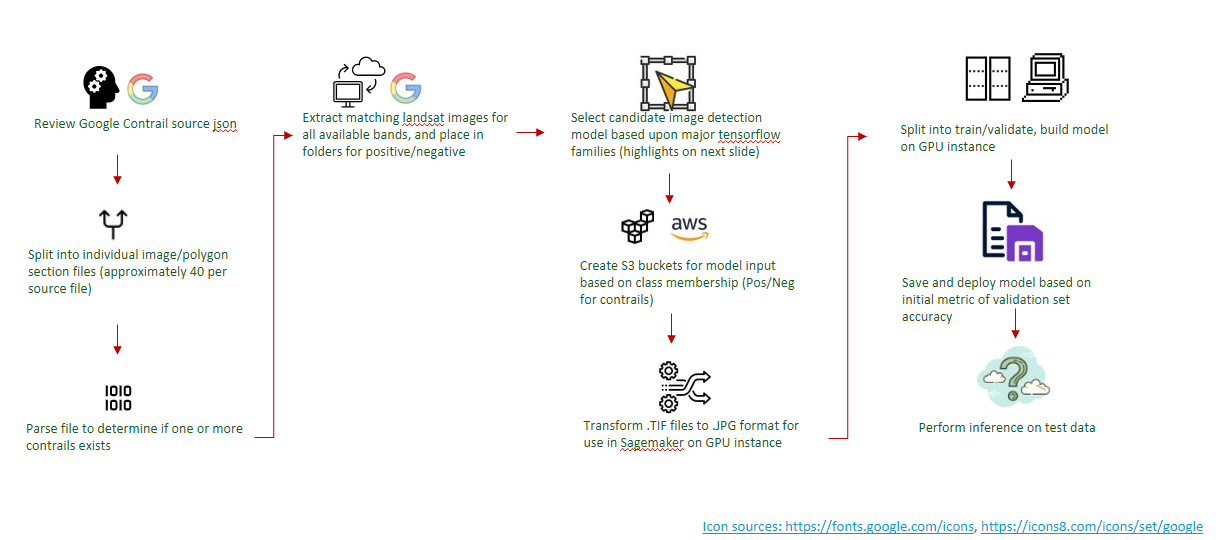 Review Google Contrail source json
Split into individual image/polygon
section files (approximately 40 per
source file)
1010
1010
Parse file to determine if one or more
contrails exists
G
Extract matching landsat images for
all available bands, and place in
folders for positive/negative
G
Select candidate image detection
model based upon major tensorflow
families (highlights on next slide)
aws
Create S3 buckets for model input
based on class membership (Pos/Neg
for contrails)
Transform .TIF files to .JPG format for
use in Sagemaker on GPU instance
Split into train/validate, build model
on GPU instance
Save and deploy model based on
initial metric of validation set
accuracy
?
Perform inference on test data
Icon sources: https://fonts.google.com/icons, https://icons8.com/icons/set/google